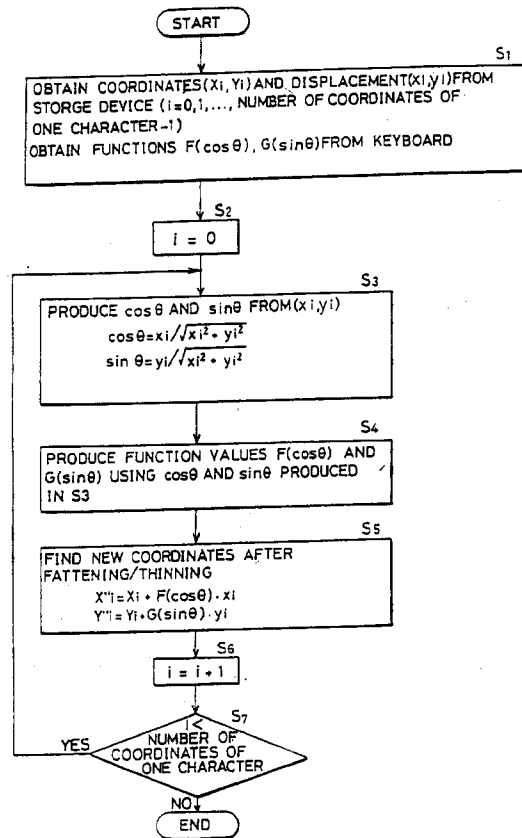 START
S1
OBTAIN COORDINATES(Xi,Yi)AND DISPLACEMENT(xi,yi)FROM
STORGE DEVICE (i=0,1,..., NUMBER OF COORDINATES OF
ONE CHARACTER-1)
OBTAIN FUNCTIONS F(cosθ), G(sinθ)FROM KEYBOARD
S2
i = 0
S3
PRODUCE cosθ AND sinθ FROM(xi,yi)
cosθ=xi/√xi²+yi²
sin θ=yi/√xi²+yi²
S4
PRODUCE FUNCTION VALUES F(cosθ) AND
G(sinθ) USING cosθ AND sinθ PRODUCED
IN S3
S5
FIND NEW COORDINATES AFTER
FATTENING/THINNING
X"i=Xi+F(cosθ)·xi
Y"i=Yi+G(sinθ)·yi
S6
i = i+1
S7
i<
NUMBER OF
COORDINATES OF
ONE CHARACTER
YES
NO
END